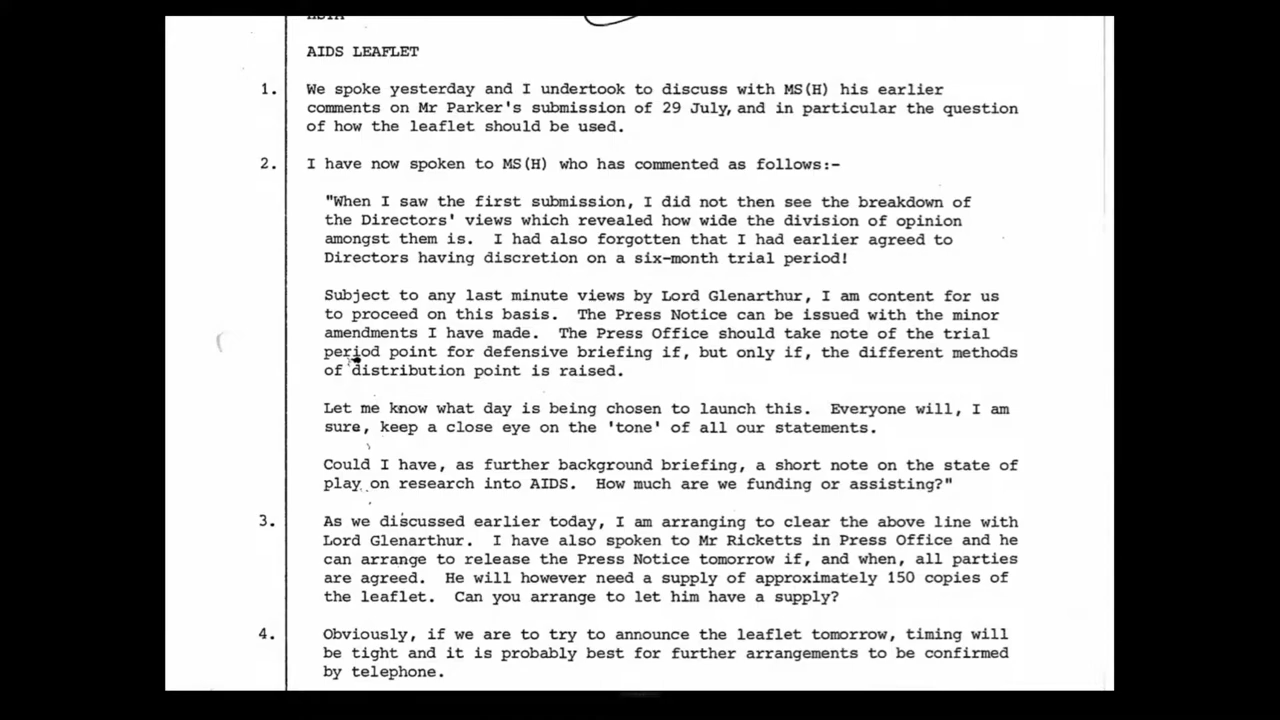 AIDS LEAFLET
1. We spoke yesterday and I undertook to discuss with MS(H) his earlier
comments on Mr Parker's submission of 29 July, and in particular the question
of how the leaflet should be used.
2. I have now spoken to MS(H) who has commented as follows:-
"When I saw the first submission, I did not then see the breakdown of
the Directors' views which revealed how wide the division of opinion
amongst them is. I had also forgotten that I had earlier agreed to
Directors having discretion on a six-month trial period!
Subject to any last minute views by Lord Glenarthur, I am content for us
to proceed on this basis. The Press Notice can be issued with the minor
amendments I have made. The Press Office should take note of the trial
period point for defensive briefing if, but only if, the different methods
of distribution point is raised.
Let me know what day is being chosen to launch this. Everyone will, I am
sure, keep a close eye on the 'tone' of all our statements.
Could I have, as further background briefing, a short note on the state of
play on research into AIDS. How much are we funding or assisting?"
3. As we discussed earlier today, I am arranging to clear the above line with
Lord Glenarthur. I have also spoken to Mr Ricketts in Press Office and he
can arrange to release the Press Notice tomorrow if, and when, all parties
are agreed. He will however need a supply of approximately 150 copies of
the leaflet. Can you arrange to let him have a supply?
4. Obviously, if we are to try to announce the leaflet tomorrow, timing will
be tight and it is probably best for further arrangements to be confirmed
by telephone.